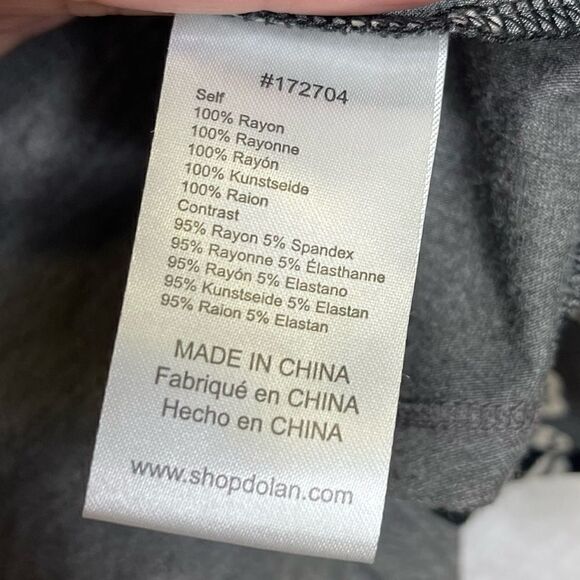 #172704
Self
100% Rayon
100% Rayonne
100% Rayón
100% Kunstseide
100% Raion
Contrast
95% Rayon 5% Spandex
95% Rayonne 5% Élasthanne
95% Rayón 5% Elastano
95% Kunstseide 5% Elastan
95% Raion 5% Elastan
MADE IN CHINA
Fabriqué en CHINA
Hecho en CHINA
www.shopdolan.com